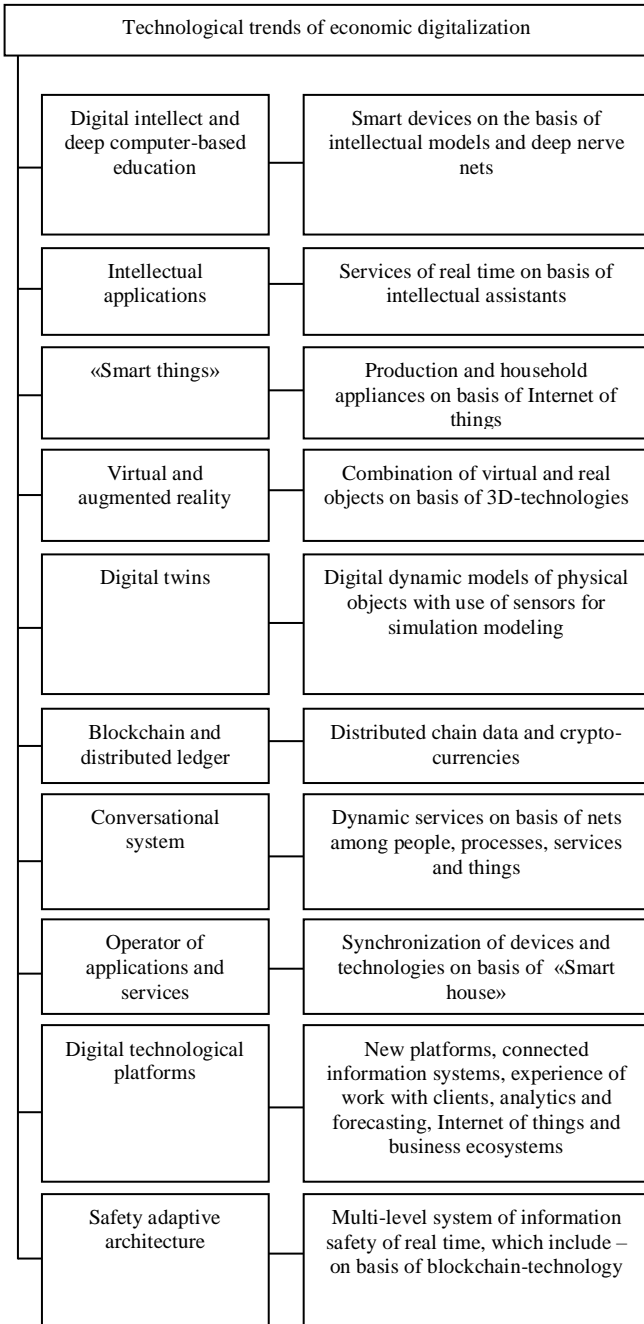 Technological trends of economic digitalization
Digital intellect and
deep computer-based
education
Smart devices on the basis of
intellectual models and deep nerve
nets
Intellectual
applications
Services of real time on basis of
intellectual assistants
«Smart things»
Production and household
appliances on basis of Internet of
things
Virtual and
augmented reality
Combination of virtual and real
objects on basis of 3D-technologies
Digital twins
Digital dynamic models of physical
objects with use of sensors for
simulation modeling
Blockchain and
distributed ledger
Distributed chain data and crypto-
currencies
Conversational
system
Dynamic services on basis of nets
among people, processes, services
and things
Operator of
applications and
services
Synchronization of devices and
technologies on basis of «Smart
house»
Digital technological
platforms
New platforms, connected
information systems, experience of
work with clients, analytics and
forecasting, Internet of things and
business ecosystems
Safety adaptive
architecture
Multi-level system of information
safety of real time, which include –
on basis of blockchain-technology